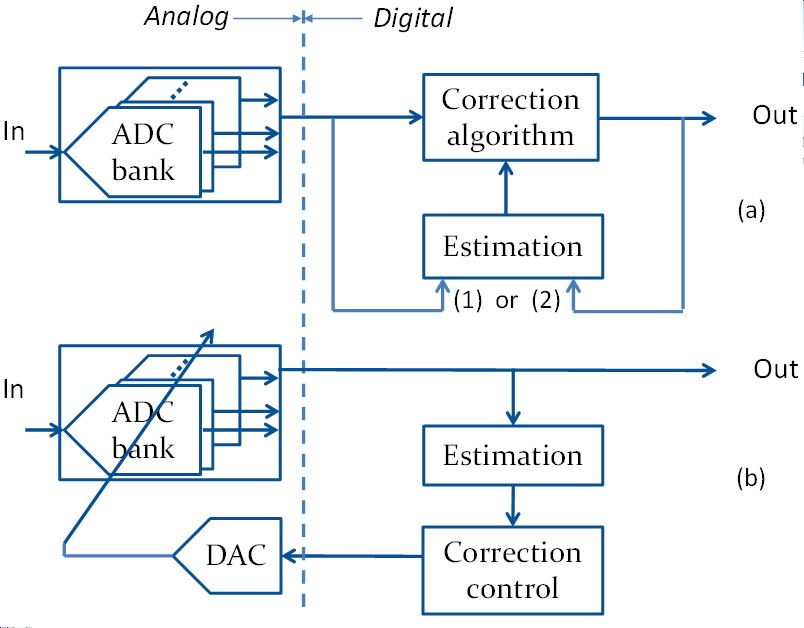 Analog
Digital
In
ADC
bank
Correction
algorithm
Out
(a)
Estimation
(1) or (2)
In
ADC
bank
Out
Estimation
(b)
DAC
Correction
control